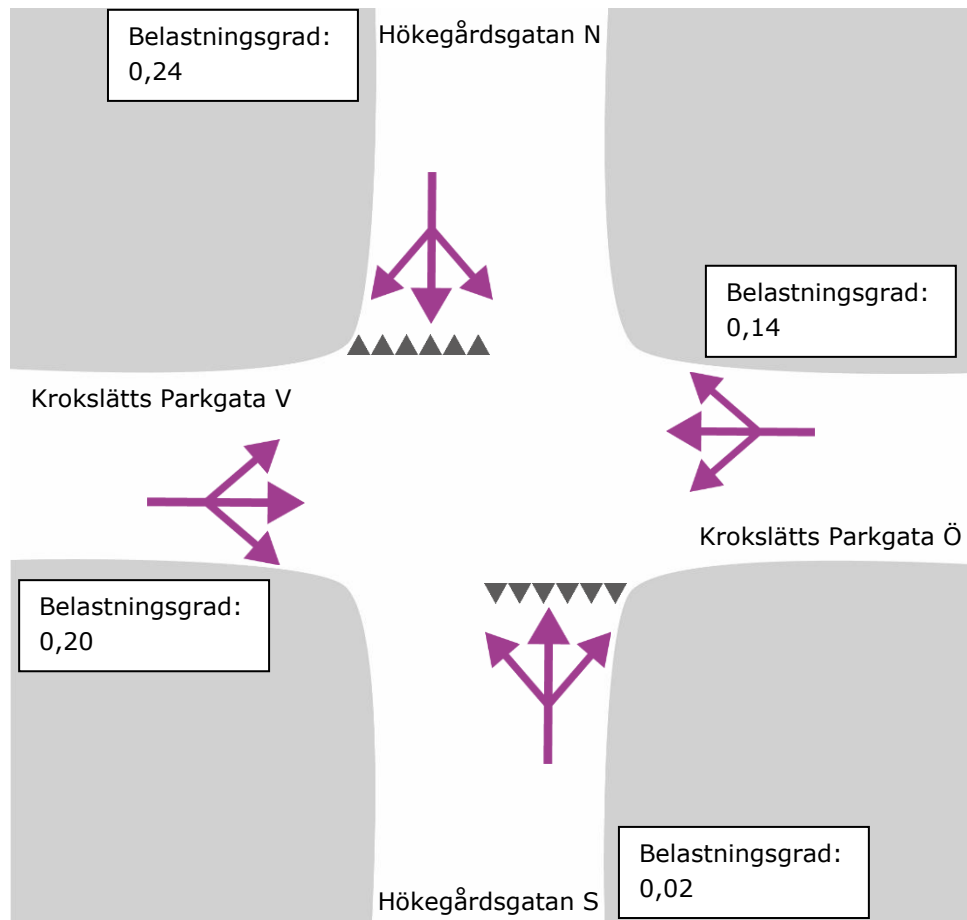 Belastningsgrad:
0,24
Hökegårdsgatan N
Belastningsgrad:
0,14
Krokslätts Parkgata V
Krokslätts Parkgata Ö
Belastningsgrad:
0,20
Belastningsgrad:
0,02
Hökegårdsgatan S